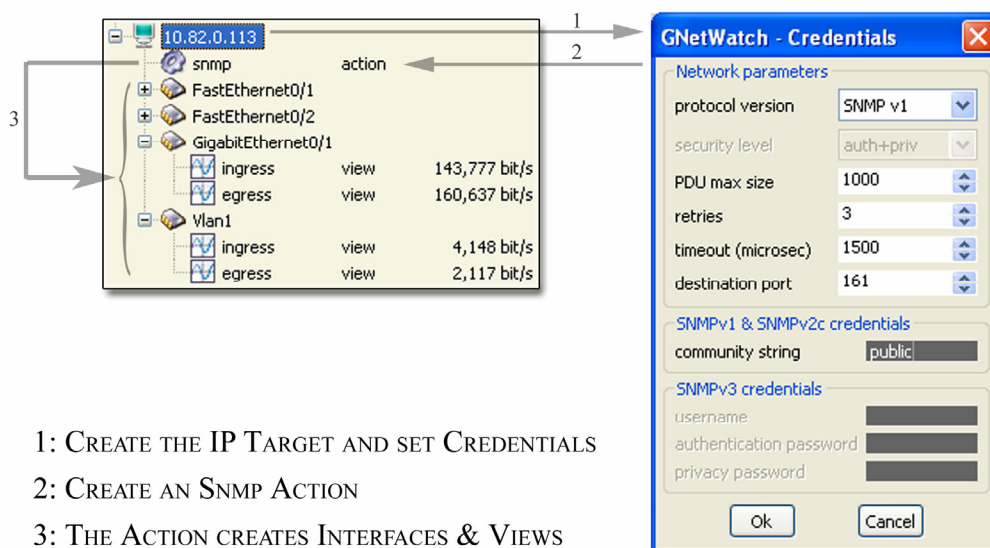 10.82.0.113
snmp action
FastEthernet0/1
FastEthernet0/2
GigabitEthernet0/1
ingress view 143,777 bit/s
egress view 160,637 bit/s
Vlan1
ingress view 4,148 bit/s
egress view 2,117 bit/s
1
2
3
GNetWatch - Credentials
Network parameters
protocol version SNMP v1
security level auth+priv
PDU max size 1000
retries 3
timeout (microsec) 1500
destination port 161
SNMPv1 & SNMPv2c credentials
community string public
SNMPv3 credentials
username
authentication password
privacy password
Ok Cancel
1: CREATE THE IP TARGET AND SET CREDENTIALS
2: CREATE AN SNMP ACTION
3: THE ACTION CREATES INTERFACES & VIEWS